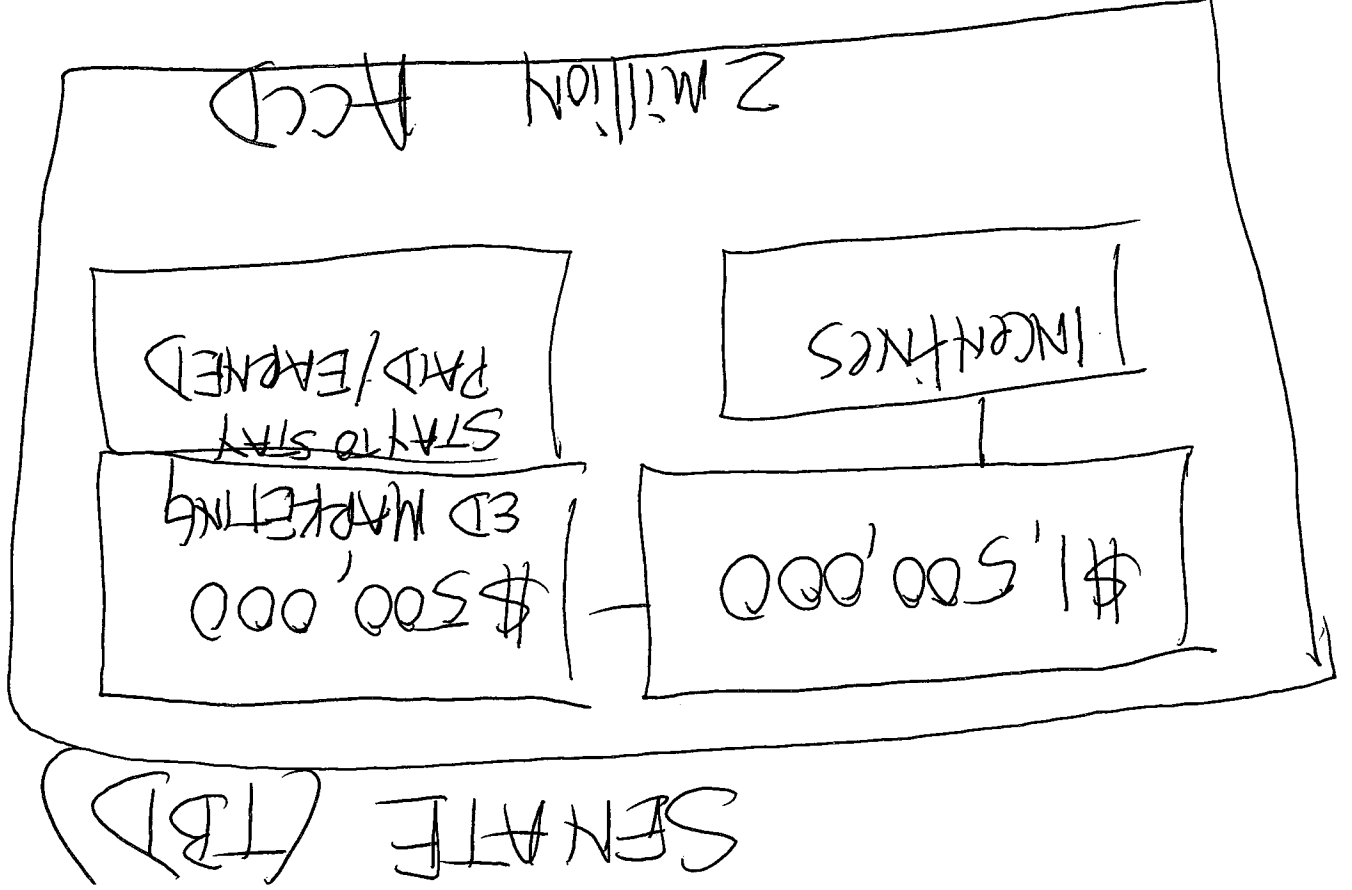 SENATE (TBD)
$1,500,000
$500,000
ED MARKETING
STAY TO STAY
PAID/EARNED
INCeNtiVes
2 MilliON ACCD